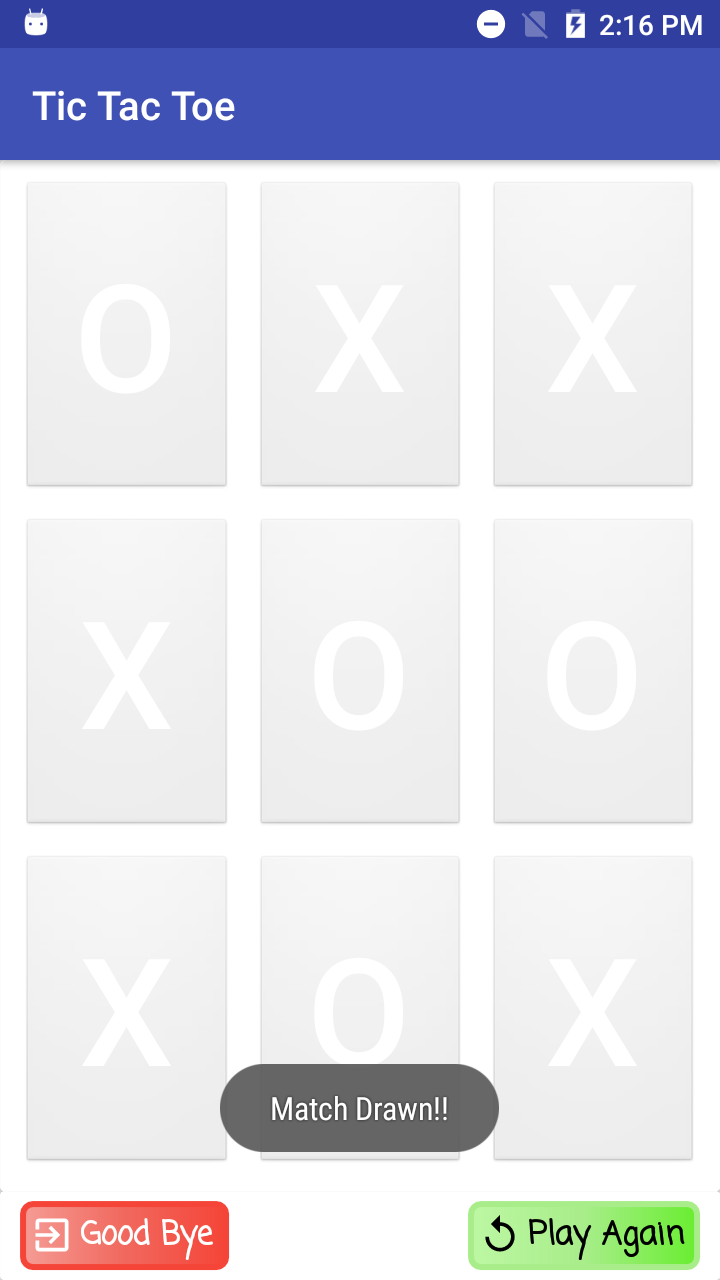 2:16 PM
Tic Tac Toe
O X X
X O O
X O X
Match Drawn!!
Good Bye Play Again